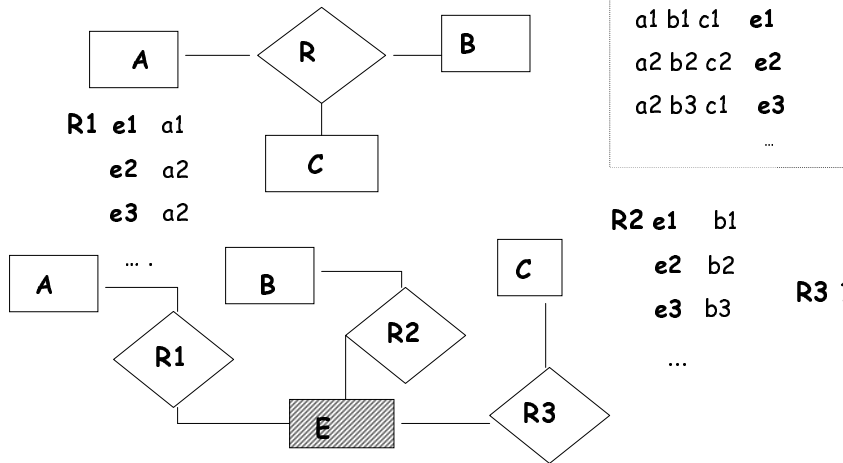 A
R
B
C
a1 b1 c1 e1
a2 b2 c2 e2
a2 b3 c1 e3
...
R1 e1 a1
e2 a2
e3 a2
... .
R2 e1 b1
e2 b2
e3 b3
...
R3
A
B
C
R1
R2
R3
E